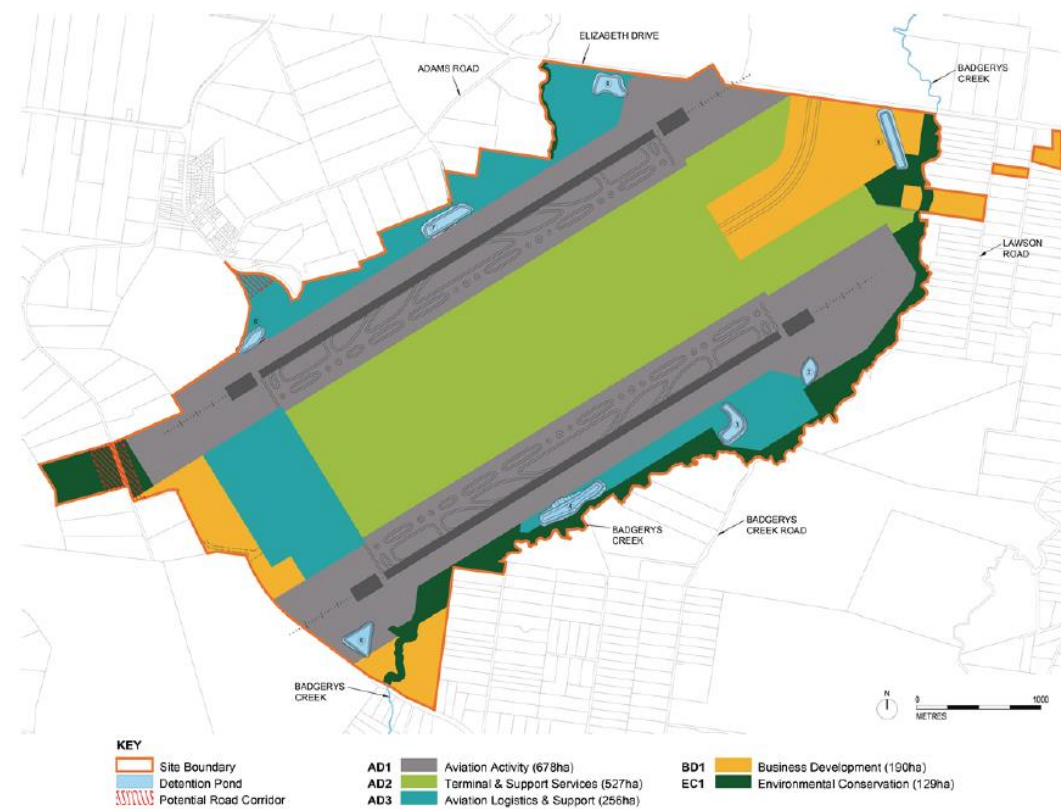 ELIZABETH DRIVE
ADAMS ROAD
BADGERYS
CREEK
LAWSON
ROAD
BADGERYS
CREEK ROAD
BADGERYS
CREEK
BADGERYS
CREEK
N
0 1000
METRES
KEY
Site Boundary
Detention Pond
Potential Road Corridor
AD1 Aviation Activity (678ha)
AD2 Terminal & Support Services (527ha)
AD3 Aviation Logistics & Support (256ha)
BD1 Business Development (190ha)
EC1 Environmental Conservation (129ha)